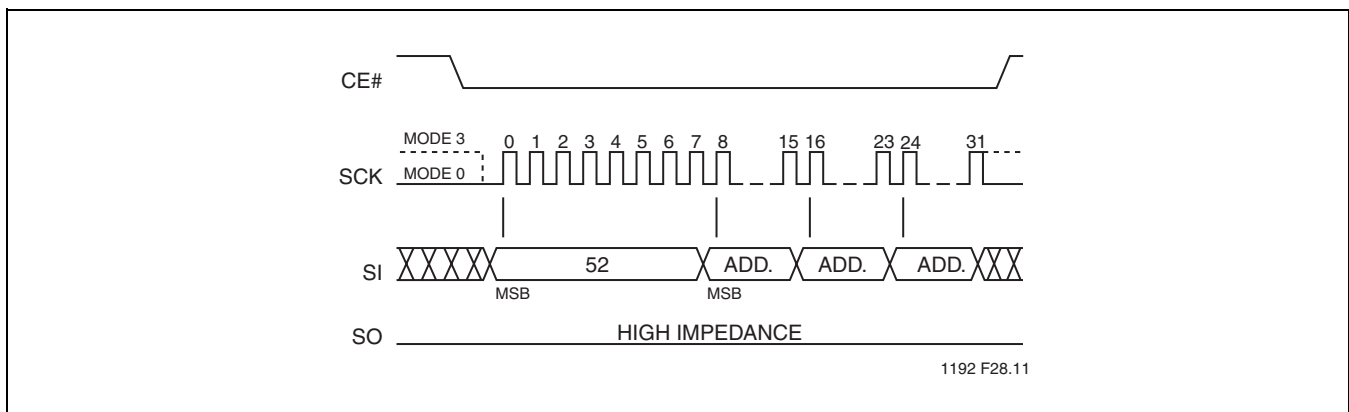 CE#
MODE 3
0 1 2 3 4 5 6 7 8 15 16 23 24 31
SCK
MODE 0
SI
52
ADD.
ADD.
ADD.
MSB
MSB
SO
HIGH IMPEDANCE
1192 F28.11